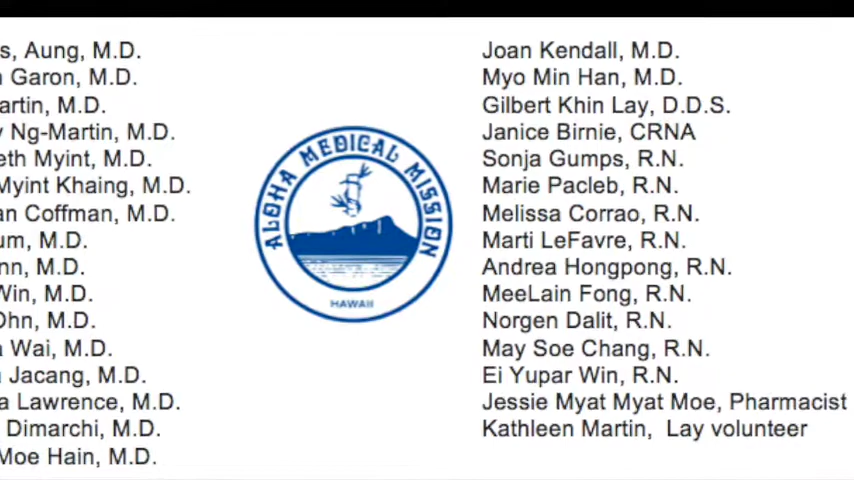 s, Aung, M.D.
Garon, M.D.
artin, M.D.
Ng-Martin, M.D.
eth Myint, M.D.
Myint Khaing, M.D.
an Coffman, M.D.
um, M.D.
nn, M.D.
Win, M.D.
Ohn, M.D.
Wai, M.D.
Jacang, M.D.
a Lawrence, M.D.
Dimarchi, M.D.
Moe Hain, M.D.
ALOHA MEDICAL MISSION
HAWAII
Joan Kendall, M.D.
Myo Min Han, M.D.
Gilbert Khin Lay, D.D.S.
Janice Birnie, CRNA
Sonja Gumps, R.N.
Marie Pacleb, R.N.
Melissa Corrao, R.N.
Marti LeFavre, R.N.
Andrea Hongpong, R.N.
MeeLain Fong, R.N.
Norgen Dalit, R.N.
May Soe Chang, R.N.
Ei Yupar Win, R.N.
Jessie Myat Myat Moe, Pharmacist
Kathleen Martin, Lay volunteer